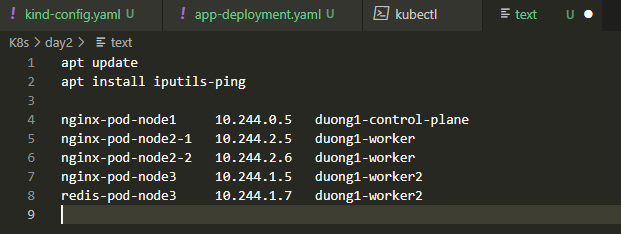 kind-config.yaml U app-deployment.yaml U kubectl text U
K8s > day2 > text
1 apt update
2 apt install iputils-ping
3
4 nginx-pod-node1 10.244.0.5 duong1-control-plane
5 nginx-pod-node2-1 10.244.2.5 duong1-worker
6 nginx-pod-node2-2 10.244.2.6 duong1-worker
7 nginx-pod-node3 10.244.1.5 duong1-worker2
8 redis-pod-node3 10.244.1.7 duong1-worker2
9